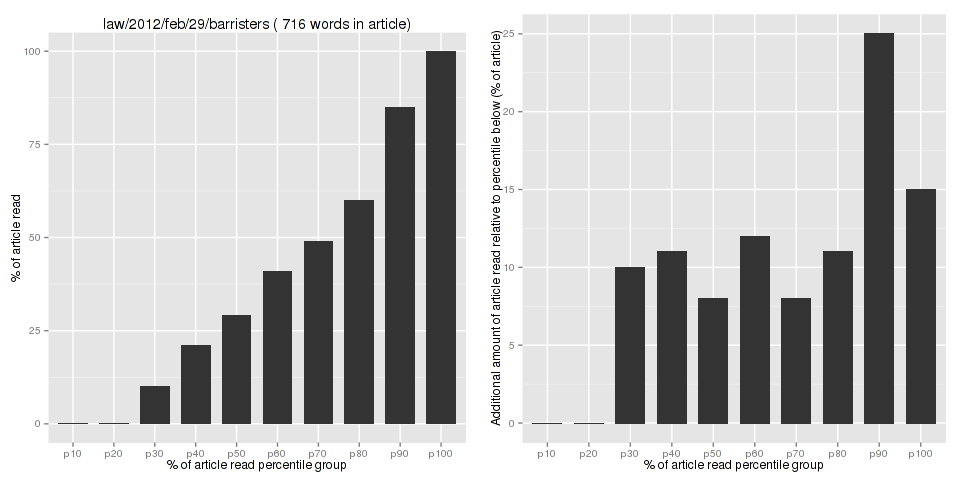 law/2012/feb/29/barristers ( 716 words in article)
% of article read
100
75
50
25
0
p10 p20 p30 p40 p50 p60 p70 p80 p90 p100
% of article read percentile group
Additional amount of article read relative to percentile below (% of article)
25
20
15
10
5
0
p10 p20 p30 p40 p50 p60 p70 p80 p90 p100
% of article read percentile group